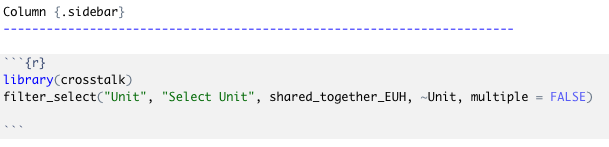 Column {.sidebar}
---------------------------------------------------------------------
```{r}
library(crosstalk)
filter_select("Unit", "Select Unit", shared_together_EUH, ~Unit, multiple = FALSE)
```